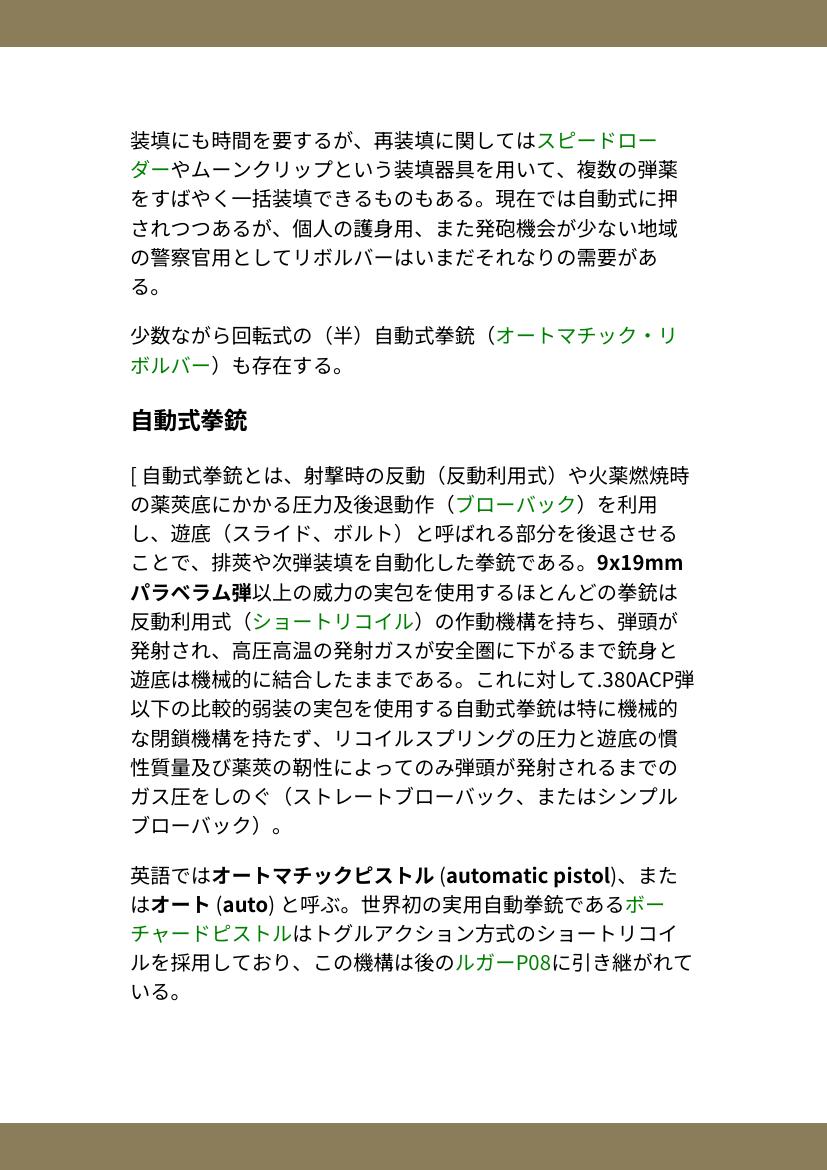 装填にも時間を要するが、再装填に関してはスピードロー
ダーやムーンクリップという装填器具を用いて、複数の弾薬
をすばやく一括装填できるものもある。現在では自動式に押
されつつあるが、個人の護身用、また発砲機会が少ない地域
の警察官用としてリボルバーはいまだそれなりの需要があ
る。
少数ながら回転式の（半）自動式拳銃（オートマチック・リ
ボルバー）も存在する。
自動式拳銃
[ 自動式拳銃とは、射撃時の反動（反動利用式）や火薬燃焼時
の薬莢底にかかる圧力及後退動作（ブローバック）を利用
し、遊底（スライド、ボルト）と呼ばれる部分を後退させる
ことで、排莢や次弾装填を自動化した拳銃である。9x19mm
パラベラム弾以上の威力の実包を使用するほとんどの拳銃は
反動利用式（ショートリコイル）の作動機構を持ち、弾頭が
発射され、高圧高温の発射ガスが安全圏に下がるまで銃身と
遊底は機械的に結合したままである。これに対して.380ACP弾
以下の比較的弱装の実包を使用する自動式拳銃は特に機械的
な閉鎖機構を持たず、リコイルスプリングの圧力と遊底の慣
性質量及び薬莢の靭性によってのみ弾頭が発射されるまでの
ガス圧をしのぐ（ストレートブローバック、またはシンプル
ブローバック）。
英語ではオートマチックピストル (automatic pistol)、また
はオート (auto) と呼ぶ。世界初の実用自動拳銃であるボー
チャードピストルはトグルアクション方式のショートリコイ
ルを採用しており、この機構は後のルガーP08に引き継がれて
いる。